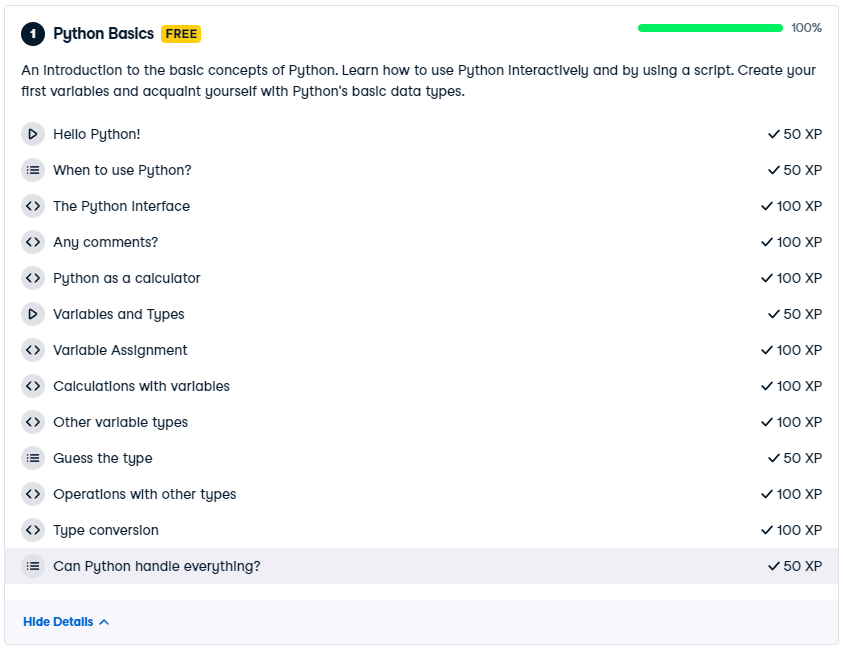 1 Python Basics FREE 100%
An introduction to the basic concepts of Python. Learn how to use Python interactively and by using a script. Create your
first variables and acquaint yourself with Python's basic data types.
Hello Python! 50 XP
When to use Python? 50 XP
The Python Interface 100 XP
Any comments? 100 XP
Python as a calculator 100 XP
Variables and Types 50 XP
Variable Assignment 100 XP
Calculations with variables 100 XP
Other variable types 100 XP
Guess the type 50 XP
Operations with other types 100 XP
Type conversion 100 XP
Can Python handle everything? 50 XP
Hide Details